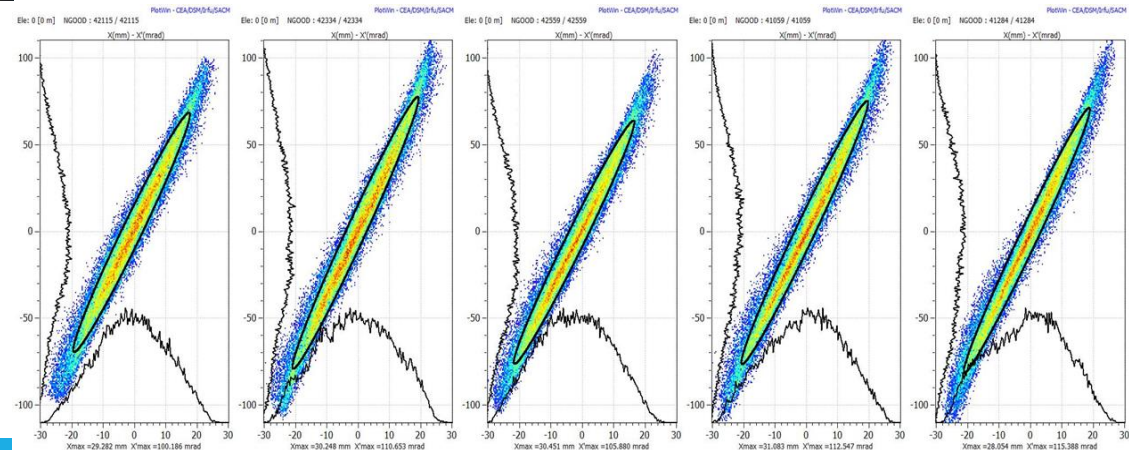 PlotWin - CEA/DSM/Irfu/SACM
Ele: 0 [0 m] NGOOD : 42115 / 42115
X(mm) - X'(mrad)
100
50
0
-50
-100
-30 -20 -10 0 10 20 30
Xmax =29.282 mm X'max =100.186 mrad
PlotWin - CEA/DSM/Irfu/SACM
Ele: 0 [0 m] NGOOD : 42334 / 42334
X(mm) - X'(mrad)
100
50
0
-50
-100
-30 -20 -10 0 10 20 30
Xmax =30.248 mm X'max =110.653 mrad
PlotWin - CEA/DSM/Irfu/SACM
Ele: 0 [0 m] NGOOD : 42559 / 42559
X(mm) - X'(mrad)
100
50
0
-50
-100
-30 -20 -10 0 10 20 30
Xmax =30.451 mm X'max =105.880 mrad
PlotWin - CEA/DSM/Irfu/SACM
Ele: 0 [0 m] NGOOD : 41059 / 41059
X(mm) - X'(mrad)
100
50
0
-50
-100
-30 -20 -10 0 10 20 30
Xmax =31.083 mm X'max =112.547 mrad
PlotWin - CEA/DSM/Irfu/SACM
Ele: 0 [0 m] NGOOD : 41284 / 41284
X(mm) - X'(mrad)
100
50
0
-50
-100
-30 -20 -10 0 10 20 30
Xmax =28.054 mm X'max =115.388 mrad